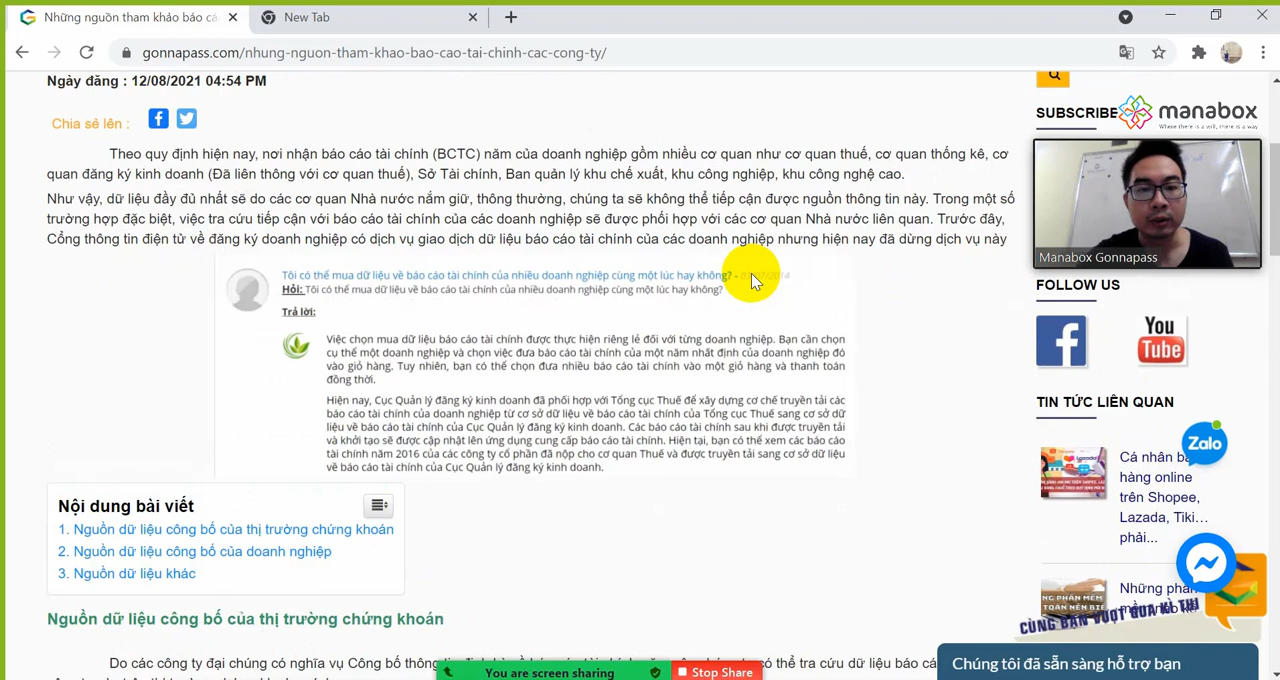 Những nguồn tham khảo báo cá
New Tab
gonnapass.com/nhung-nguon-tham-khao-bao-cao-tai-chinh-cac-cong-ty/
Ngày đăng : 12/08/2021 04:54 PM
Chia sẻ lên :
Theo quy định hiện nay, nơi nhận báo cáo tài chính (BCTC) năm của doanh nghiệp gồm nhiều cơ quan như cơ quan thuế, cơ quan thống kê, cơ
quan đăng ký kinh doanh (Đã liên thông với cơ quan thuế), Sở Tài chính, Ban quản lý khu chế xuất, khu công nghiệp, khu công nghệ cao.
Như vậy, dữ liệu đầy đủ nhất sẽ do các cơ quan Nhà nước nắm giữ, thông thường, chúng ta sẽ không thể tiếp cận được nguồn thông tin này. Trong một số
trường hợp đặc biệt, việc tra cứu tiếp cận với báo cáo tài chính của các doanh nghiệp sẽ được phối hợp với các cơ quan Nhà nước liên quan. Trước đây,
Cổng thông tin điện tử về đăng ký doanh nghiệp có dịch vụ giao dịch dữ liệu báo cáo tài chính của các doanh nghiệp nhưng hiện nay đã dừng dịch vụ này
Tôi có thể mua dữ liệu về báo cáo tài chính của nhiều doanh nghiệp cùng một lúc hay không? -
Hỏi: Tôi có thể mua dữ liệu về báo cáo tài chính của nhiều doanh nghiệp cùng một lúc hay không?
Trả lời:
Việc chọn mua dữ liệu báo cáo tài chính được thực hiện riêng lẻ đối với từng doanh nghiệp. Bạn cần chọn
cụ thể một doanh nghiệp và chọn việc đưa báo cáo tài chính của một năm nhất định của doanh nghiệp đó
vào giỏ hàng. Tuy nhiên, bạn có thể chọn đưa nhiều báo cáo tài chính vào một giỏ hàng và thanh toán
đồng thời.
Hiện nay, Cục Quản lý đăng ký kinh doanh đã phối hợp với Tổng cục Thuế để xây dựng cơ chế truyền tải các
báo cáo tài chính của doanh nghiệp từ cơ sở dữ liệu về báo cáo tài chính của Tổng cục Thuế sang cơ sở dữ
liệu về báo cáo tài chính của Cục Quản lý đăng ký kinh doanh. Các báo cáo tài chính sau khi được truyền tải
và khởi tạo sẽ được cập nhật lên ứng dụng cung cấp báo cáo tài chính. Hiện tại, bạn có thể xem các báo cáo
tài chính năm 2016 của các công ty cổ phần đã nộp cho cơ quan Thuế và được truyền tải sang cơ sở dữ liệu
về báo cáo tài chính của Cục Quản lý đăng ký kinh doanh.
Nội dung bài viết
1. Nguồn dữ liệu công bố của thị trường chứng khoán
2. Nguồn dữ liệu công bố của doanh nghiệp
3. Nguồn dữ liệu khác
Nguồn dữ liệu công bố của thị trường chứng khoán
Do các công ty đại chúng có nghĩa vụ Công bố thông
có thể tra cứu dữ liệu báo cá
You are screen sharing
Stop Share
SUBSCRIBE
manabox
Where there is a will, there is a way
Manabox Gonnapass
FOLLOW US
You
Tube
TIN TỨC LIÊN QUAN
Zalo
Cá nhân bá
hàng online
trên Shopee,
Lazada, Tiki…
phải...
Những phầ
CÙNG BẠN VƯỢT QUA KÌ THI
Chúng tôi đã sẵn sàng hỗ trợ bạn